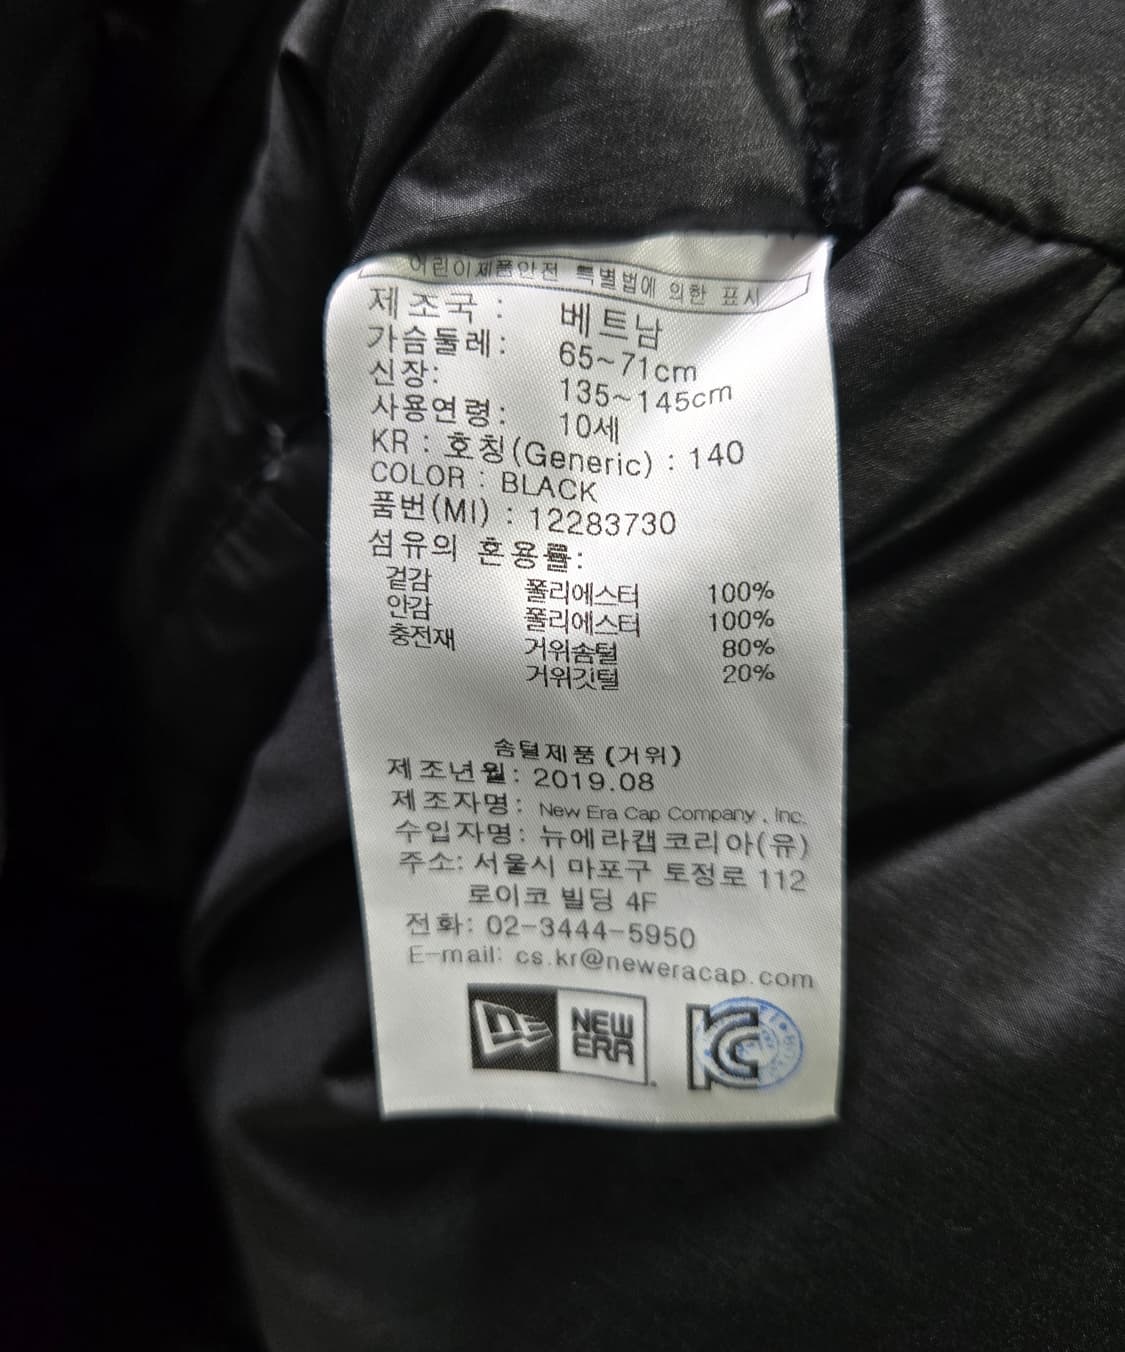 어린이제품안전 특별법에 의한 표시
제조국 : 베트남
가슴둘레: 65~71cm
신장: 135~145cm
사용연령: 10세
KR : 호칭(Generic) : 140
COLOR : BLACK
품번(MI) : 12283730
섬유의 혼용률:
겉감 폴리에스터 100%
안감 폴리에스터 100%
충전재 거위솜털 80%
거위깃털 20%
솜털제품 (거위)
제조년월: 2019.08
제조자명: New Era Cap Company, Inc.
수입자명: 뉴에라캡코리아(유)
주소: 서울시 마포구 토정로 112
로이코 빌딩 4F
전화: 02-3444-5950
E-mail: cs.kr@neweracap.com
NEW
ERA
KC